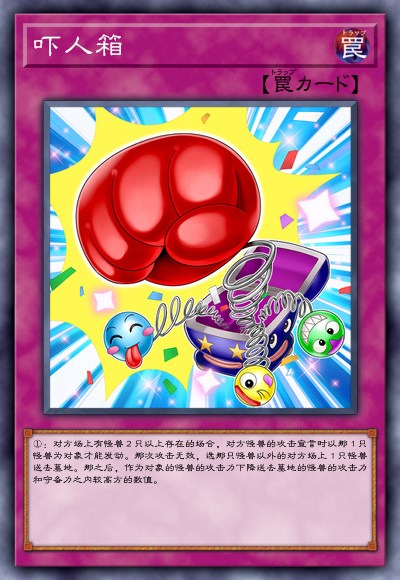 吓人箱
トラップ
罠
トラップ
【罠カード】
①：对方场上有怪兽２只以上存在的场合，对方怪兽的攻击宣言时以那１只
怪兽为对象才能发动。那次攻击无效，选那只怪兽以外的对方场上１只怪兽
送去墓地。那之后，作为对象的怪兽的攻击力下降送去墓地的怪兽的攻击力
和守备力之内较高方的数值。